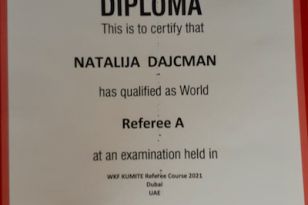 DIPLOMA
This is to certify that
NATALIJA DAJCMAN
has qualified as World
Referee A
at an examination held in
WKF KUMITE Referee Course 2021
Dubai
UAE